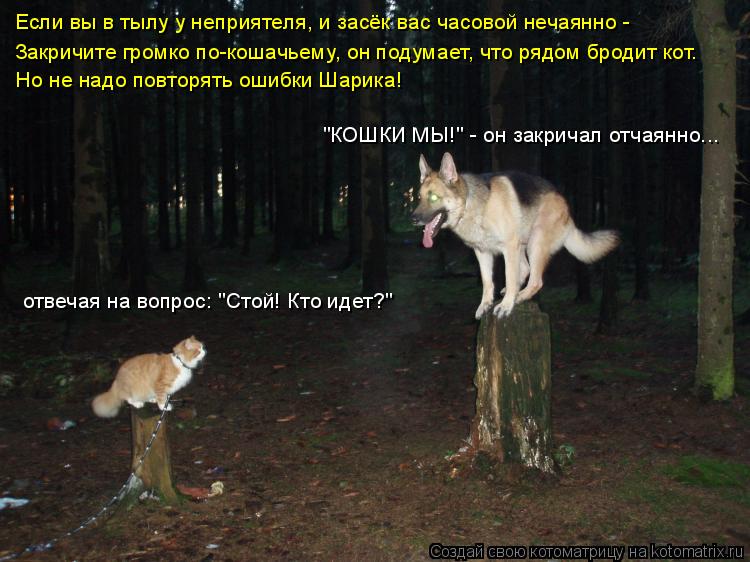 Если вы в тылу у неприятеля, и засёк вас часовой нечаянно -
Закричите громко по-кошачьему, он подумает, что рядом бродит кот.
Но не надо повторять ошибки Шарика!
"КОШКИ МЫ!" - он закричал отчаянно...
отвечая на вопрос: "Стой! Кто идет?"
Создай свою котоматрицу на kotomatrix.ru